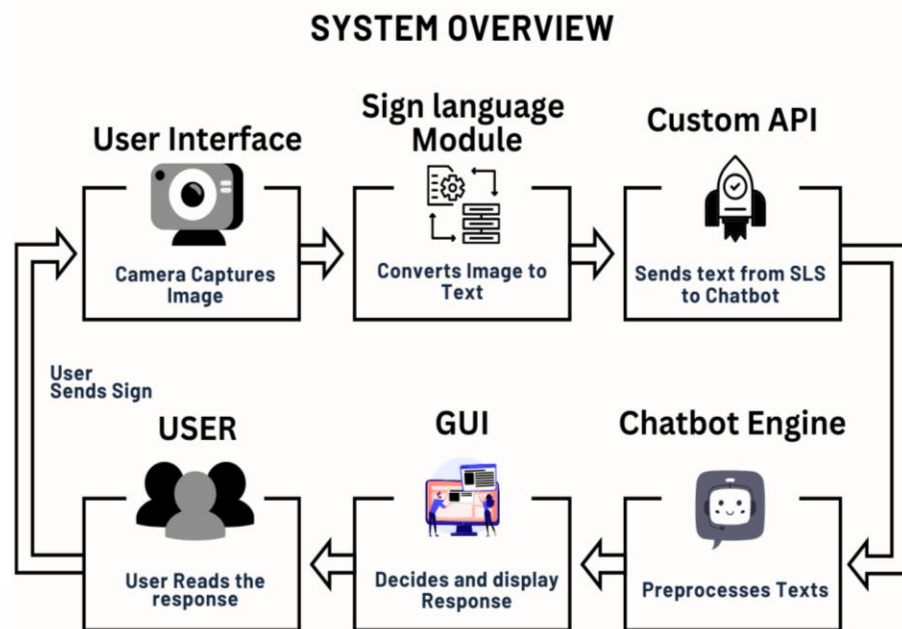 SYSTEM OVERVIEW
User Interface
Camera Captures
Image
Sign language
Module
Converts Image to
Text
Custom API
Sends text from SLS
to Chatbot
User
Sends Sign
USER
User Reads the
response
GUI
Decides and display
Response
Chatbot Engine
Preprocesses Texts